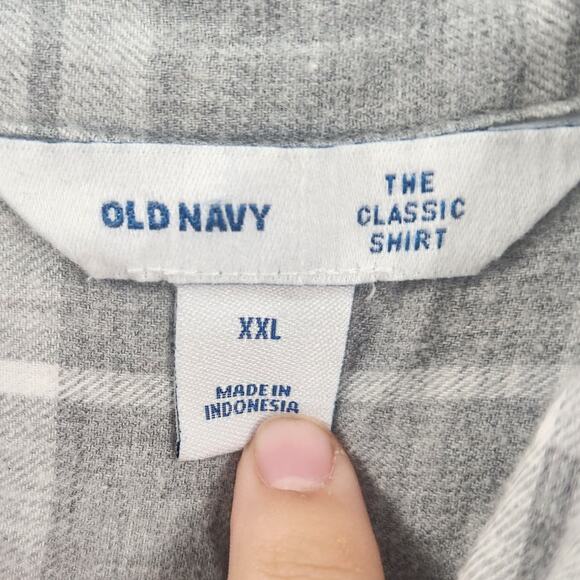 OLD NAVY
THE
CLASSIC
SHIRT
XXL
MADE IN
INDONESIA